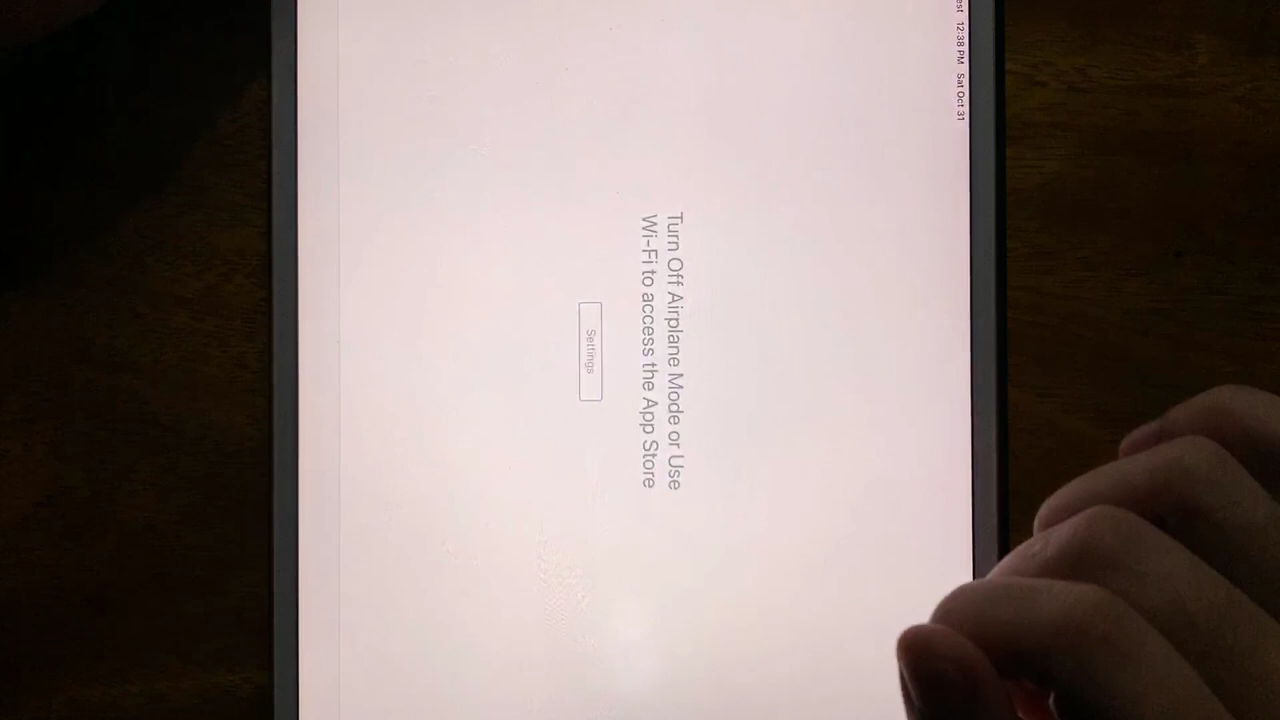 12:38 PM Sat Oct 31
Turn Off Airplane Mode or Use
Wi-Fi to access the App Store
Settings